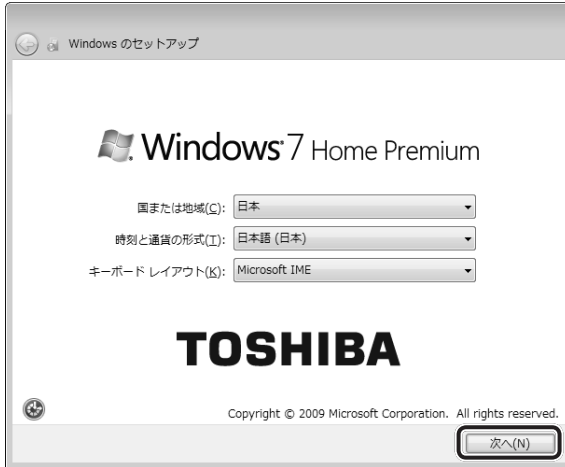 Windows のセットアップ
Windows 7 Home Premium
国または地域(C): 日本
時刻と通貨の形式(T): 日本語 (日本)
キーボード レイアウト(K): Microsoft IME
TOSHIBA
Copyright © 2009 Microsoft Corporation. All rights reserved.
次へ(N)